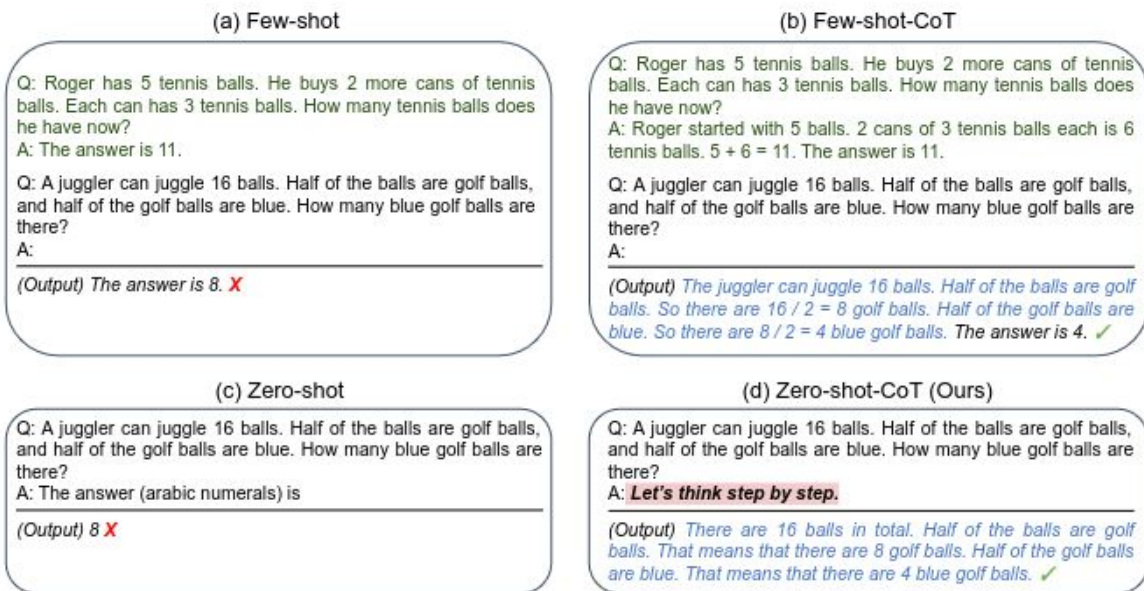 (a) Few-shot
Q: Roger has 5 tennis balls. He buys 2 more cans of tennis
balls. Each can has 3 tennis balls. How many tennis balls does
he have now?
A: The answer is 11.
Q: A juggler can juggle 16 balls. Half of the balls are golf balls,
and half of the golf balls are blue. How many blue golf balls are
there?
A:
(Output) The answer is 8. X
(b) Few-shot-CoT
Q: Roger has 5 tennis balls. He buys 2 more cans of tennis
balls. Each can has 3 tennis balls. How many tennis balls does
he have now?
A: Roger started with 5 balls. 2 cans of 3 tennis balls each is 6
tennis balls. 5 + 6 = 11. The answer is 11.
Q: A juggler can juggle 16 balls. Half of the balls are golf balls,
and half of the golf balls are blue. How many blue golf balls are
there?
A:
(Output) The juggler can juggle 16 balls. Half of the balls are golf
balls. So there are 16 / 2 = 8 golf balls. Half of the golf balls are
blue. So there are 8 / 2 = 4 blue golf balls. The answer is 4. ✓
(c) Zero-shot
Q: A juggler can juggle 16 balls. Half of the balls are golf balls,
and half of the golf balls are blue. How many blue golf balls are
there?
A: The answer (arabic numerals) is
(Output) 8 X
(d) Zero-shot-CoT (Ours)
Q: A juggler can juggle 16 balls. Half of the balls are golf balls,
and half of the golf balls are blue. How many blue golf balls are
there?
A: Let's think step by step.
(Output) There are 16 balls in total. Half of the balls are golf
balls. That means that there are 8 golf balls. Half of the golf balls
are blue. That means that there are 4 blue golf balls. ✓